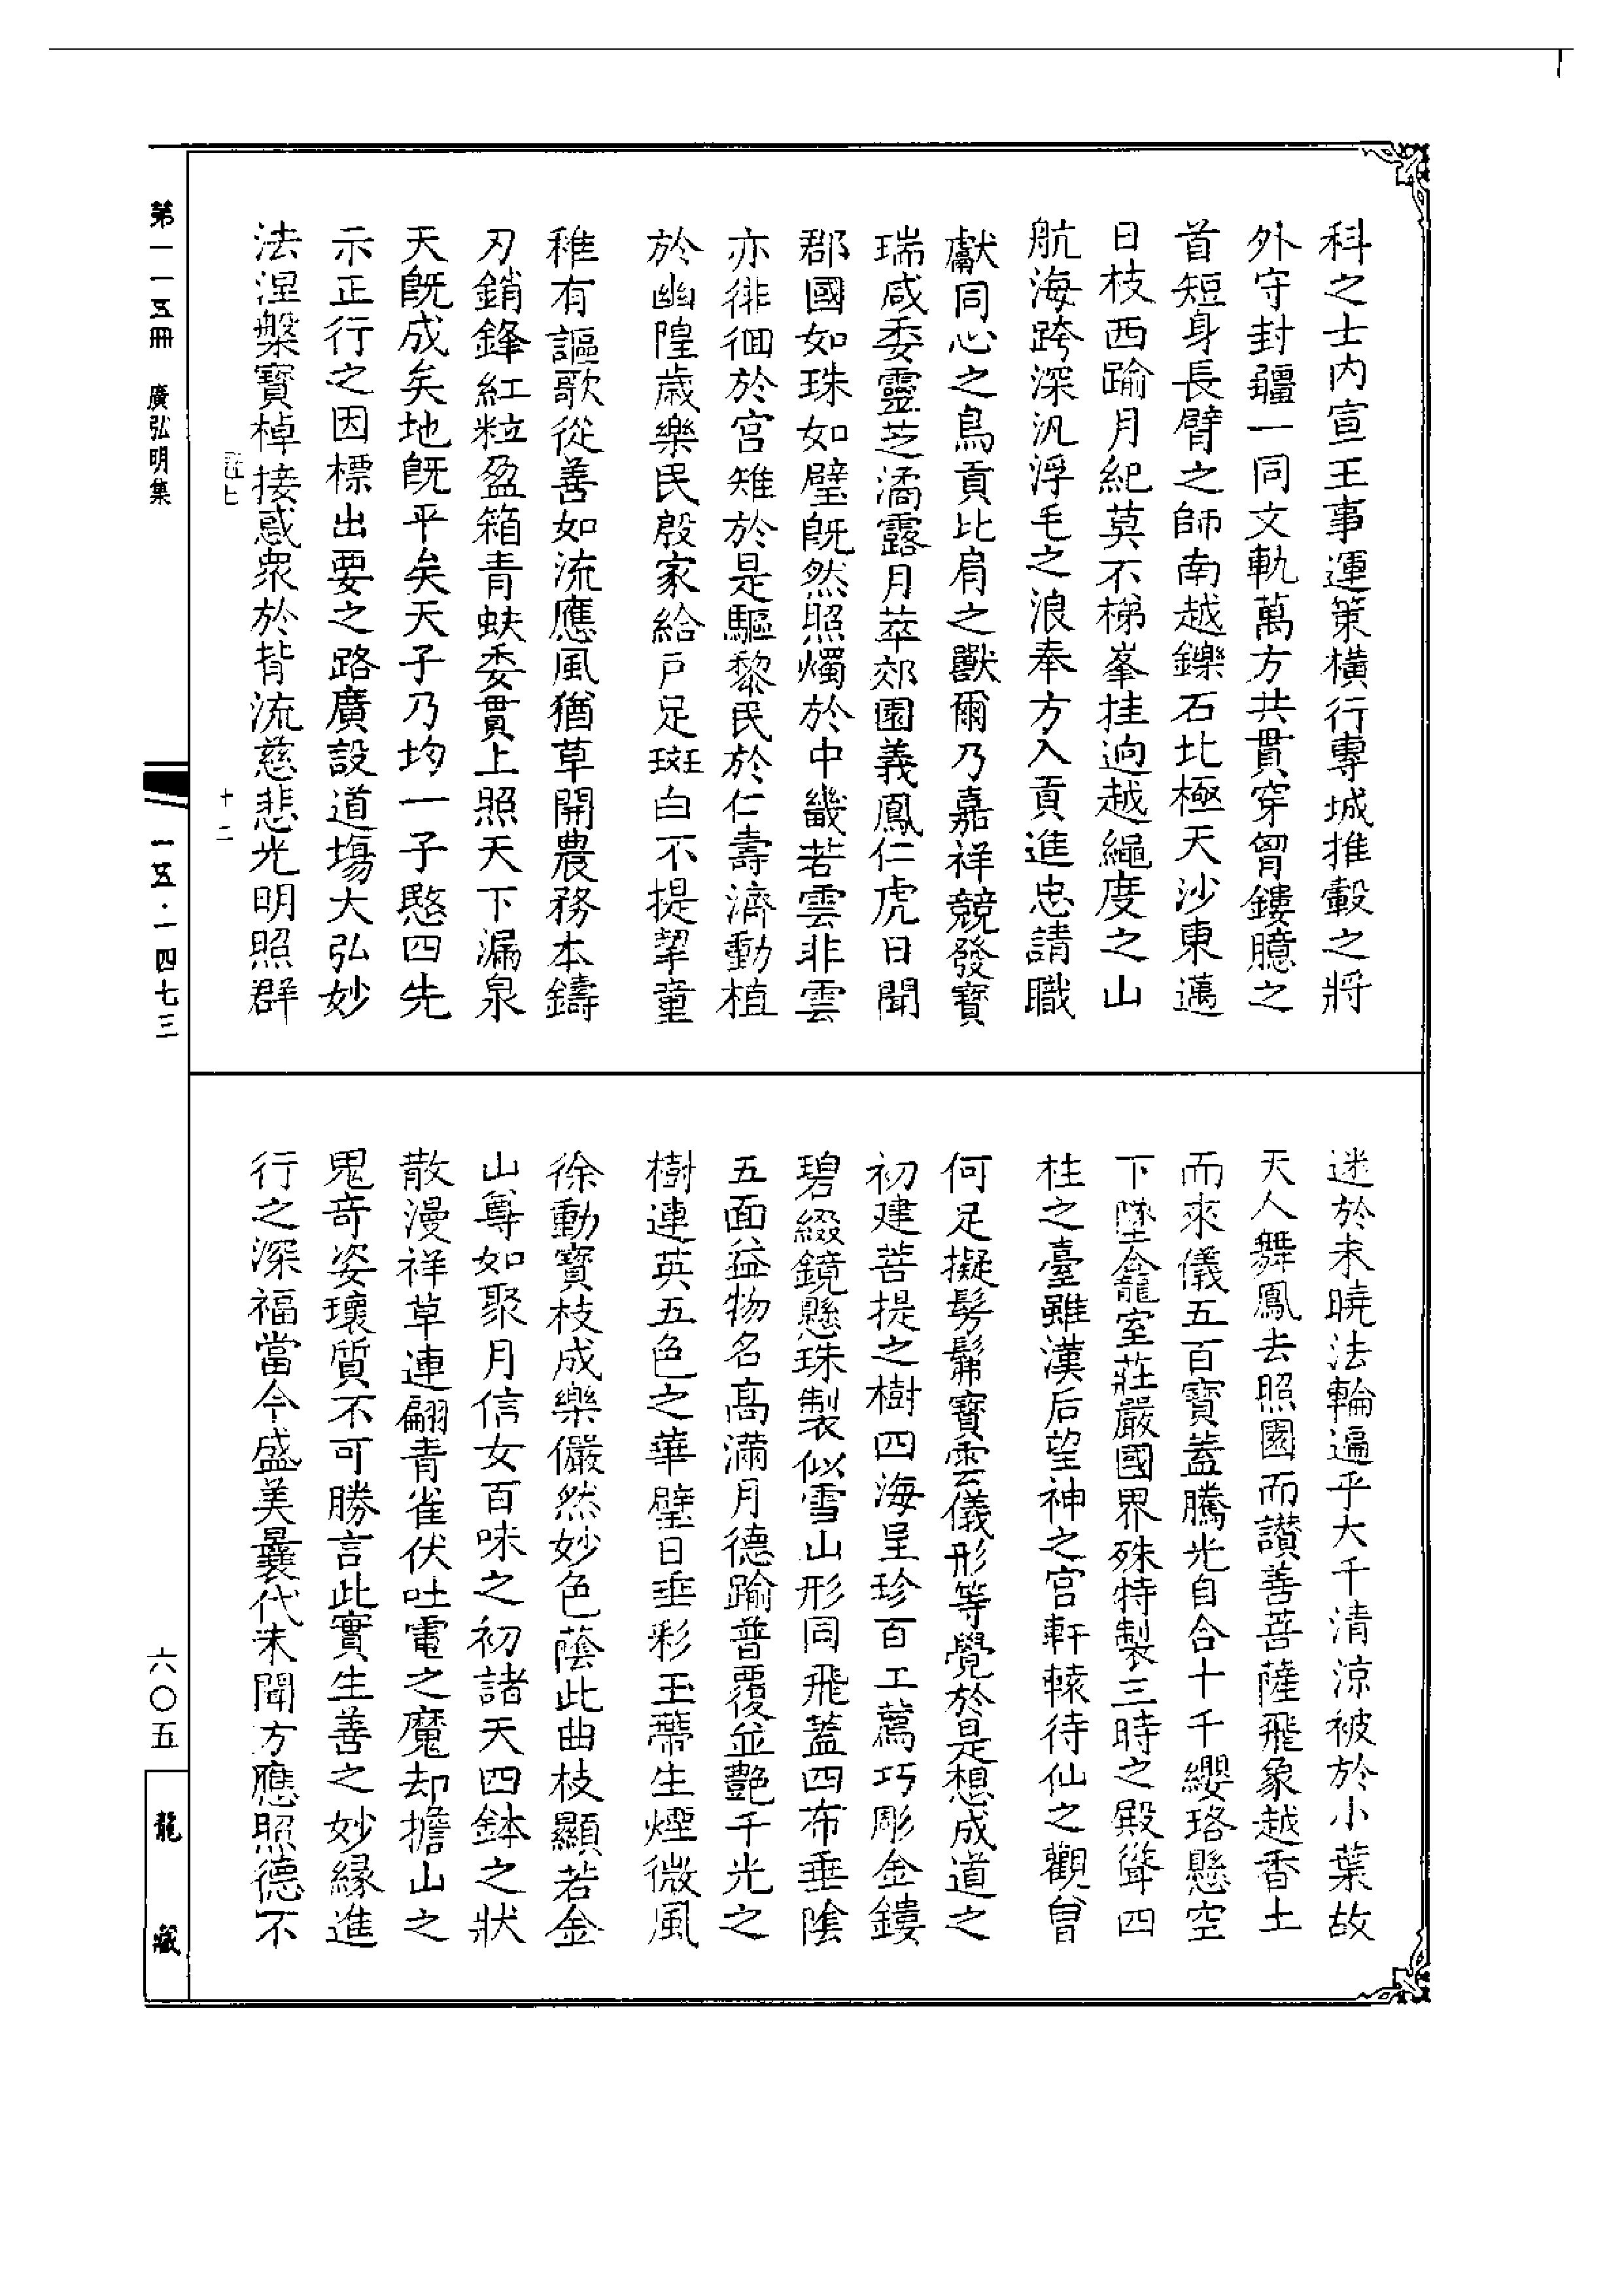 科之士内宣王事運策橫行專城推轂之將
外守封疆一同文軌萬方共貫穿胷鏤臆之
首短身長臂之師南越鑠石北極天沙東邁
日枝西踰月紀莫不梯峯挂逈越繩度之山
航海跨深汎浮毛之浪奉方入貢進忠請職
獻同心之鳥貢比肩之獸爾乃嘉祥競發寶
瑞咸委靈芝潏露月萃郊園義鳳仁虎日聞
郡國如珠如璧旣然照燭於中畿若雲非雲
亦徘徊於宮雉於是驅黎民於仁壽濟動植
於幽隍歲樂民殷家給戶足斑白不提挈童
稚有謳歌從善如流應風猶草開農務本鑄
刃銷鋒紅粒盈箱青蚨委貫上照天下漏泉
天旣成矣地旣平矣天子乃均一子愍四先
示正行之因標出要之路廣設道塲大弘妙
法涅槃寶棹接惑衆於背流慈悲光明照群
迷於未曉法輪遍乎大千清涼被於小葉故
天人舞鳳去照園而讚善菩薩飛象越香土
而來儀五百寶蓋騰光自合十千纓珞懸空
下墜龕室莊嚴國界殊特製三時之殿聳四
柱之臺雖漢后望神之宮軒轅待仙之觀曾
何足擬髣髴寶雲儀形等覺於是想成道之
初建菩提之樹四海呈珍百工薦巧彫金鏤
碧綴鏡懸珠製似雪山形同飛蓋四布垂陰
五面益物名高滿月德踰普覆並艷千光之
樹連英五色之華璧日垂彩玉蔕生煙微風
徐動寶枝成樂儼然妙色蔭此曲枝顯若金
山尊如聚月信女百味之初諸天四鉢之狀
散漫祥草連翩青雀伏吐電之魔却擔山之
鬼奇姿瓌質不可勝言此實生善之妙緣進
行之深福當今盛美曩代未聞方應照德不
第一一五冊 廣弘明集
七
十二
一五·一四七三
六〇五
龍藏